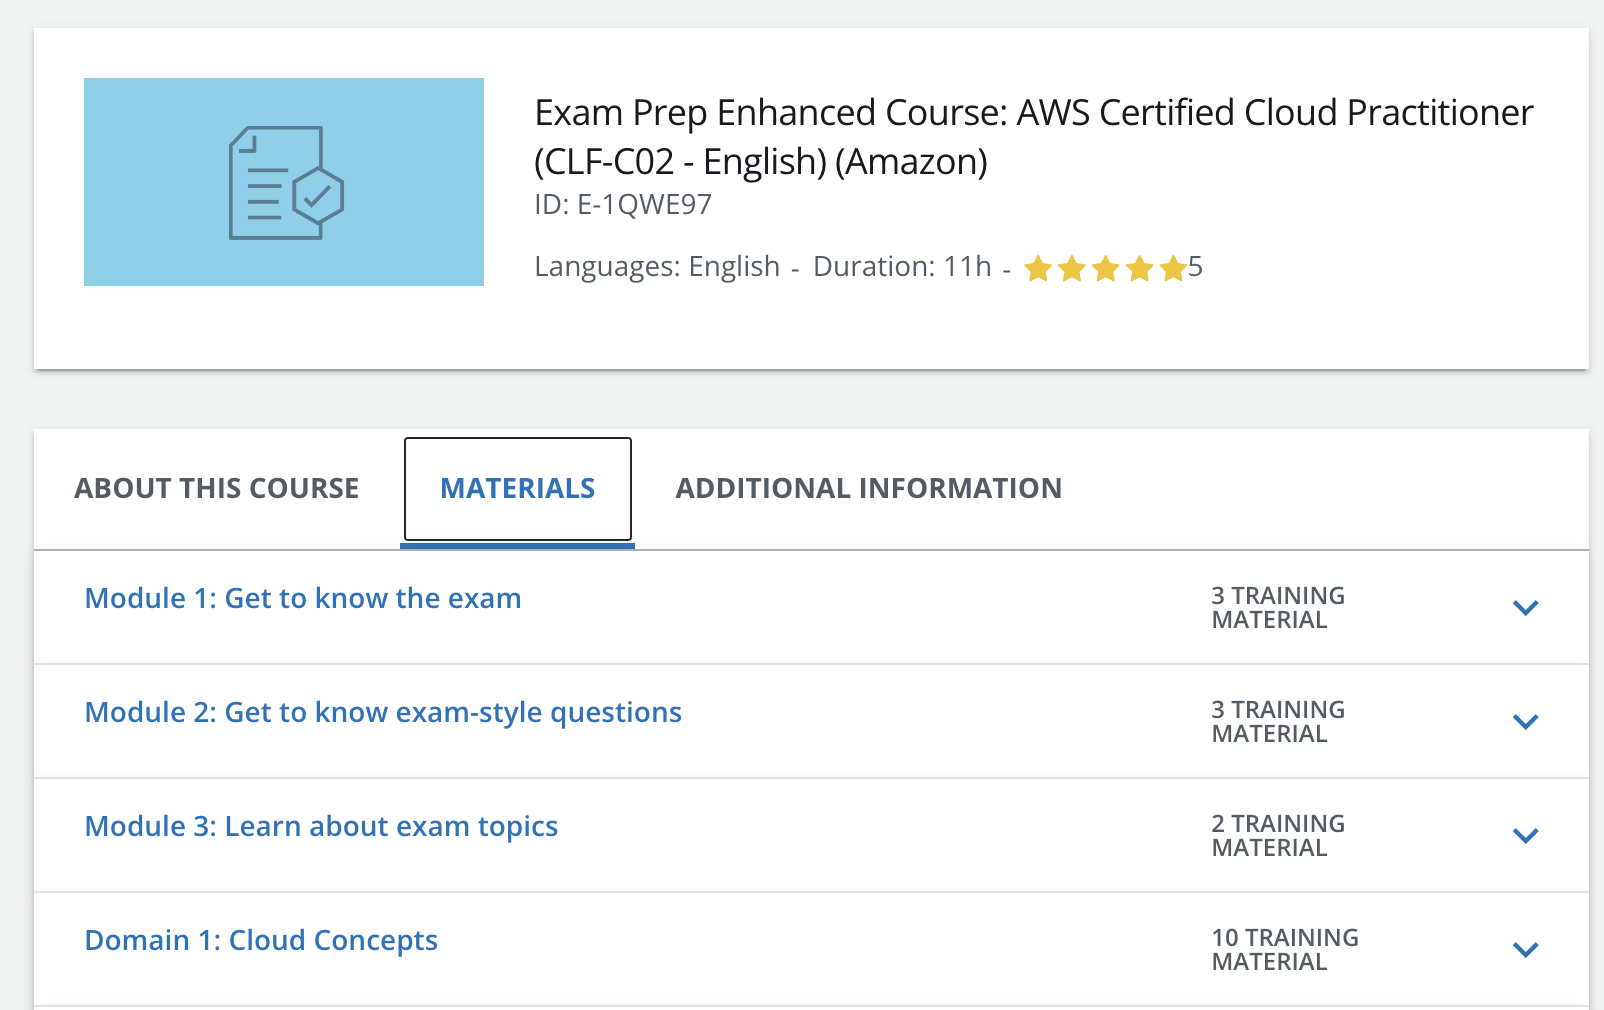 Exam Prep Enhanced Course: AWS Certified Cloud Practitioner
(CLF-C02 - English) (Amazon)
ID: E-1QWE97
Languages: English - Duration: 11h - 5
ABOUT THIS COURSE
MATERIALS
ADDITIONAL INFORMATION
Module 1: Get to know the exam
3 TRAINING
MATERIAL
Module 2: Get to know exam-style questions
3 TRAINING
MATERIAL
Module 3: Learn about exam topics
2 TRAINING
MATERIAL
Domain 1: Cloud Concepts
10 TRAINING
MATERIAL